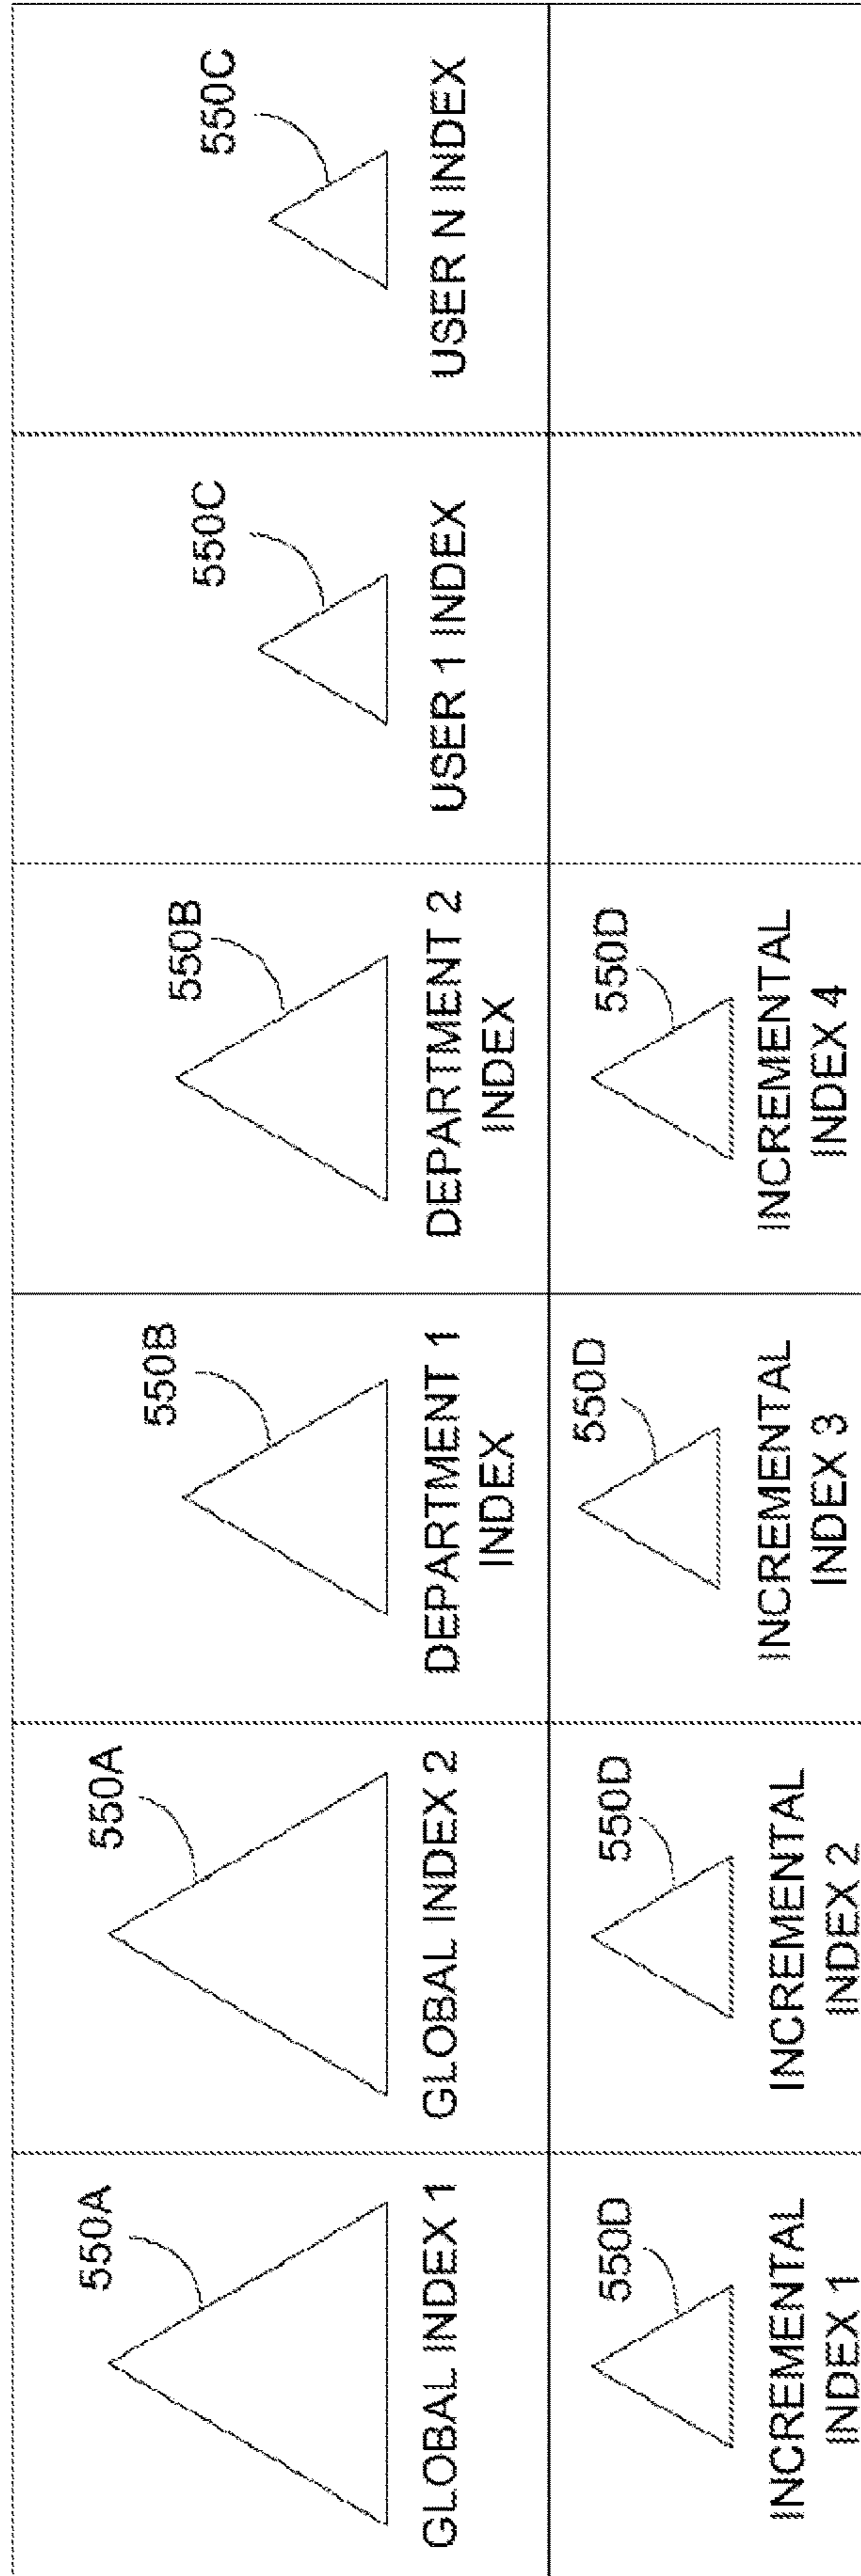 550A
GLOBAL INDEX 1
550A
GLOBAL INDEX 2
550B
DEPARTMENT 1
INDEX
550B
DEPARTMENT 2
INDEX
550C
USER 1 INDEX
550C
USER N INDEX
550D
INCREMENTAL
INDEX 1
550D
INCREMENTAL
INDEX 2
550D
INCREMENTAL
INDEX 3
550D
INCREMENTAL
INDEX 4